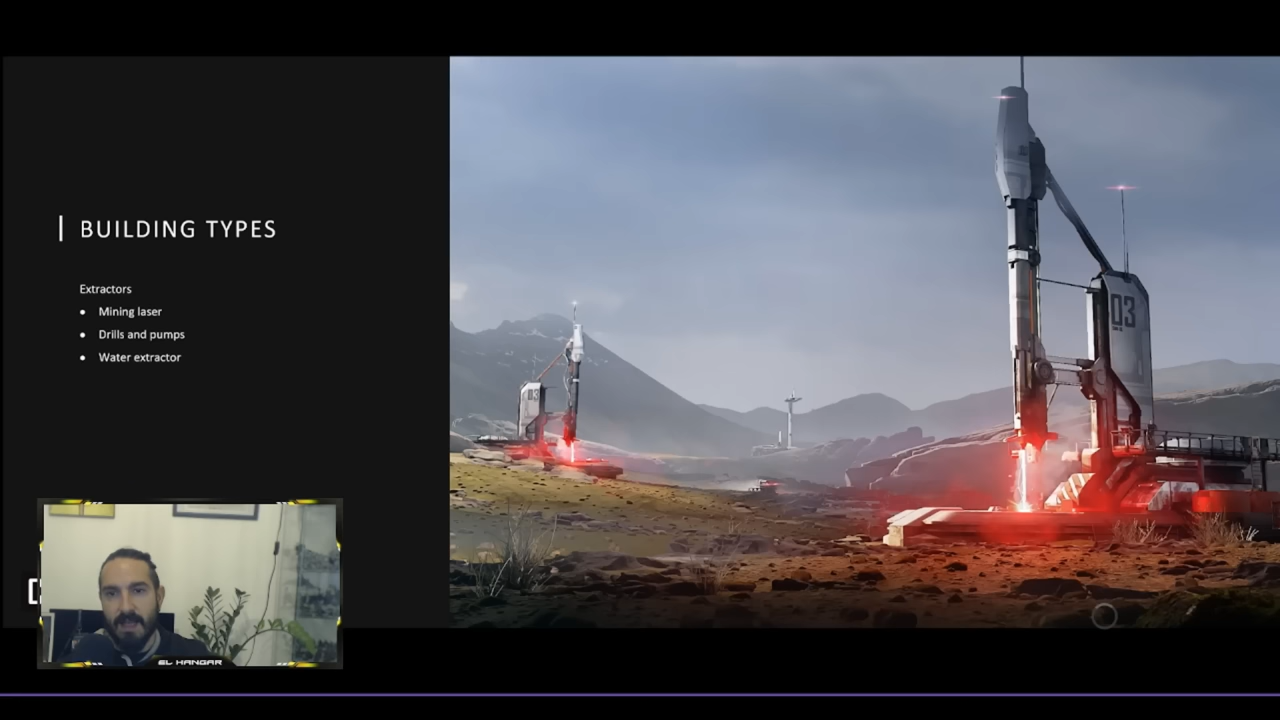 BUILDING TYPES
Extractors
• Mining laser
• Drills and pumps
• Water extractor
03
03
EL HANGAR